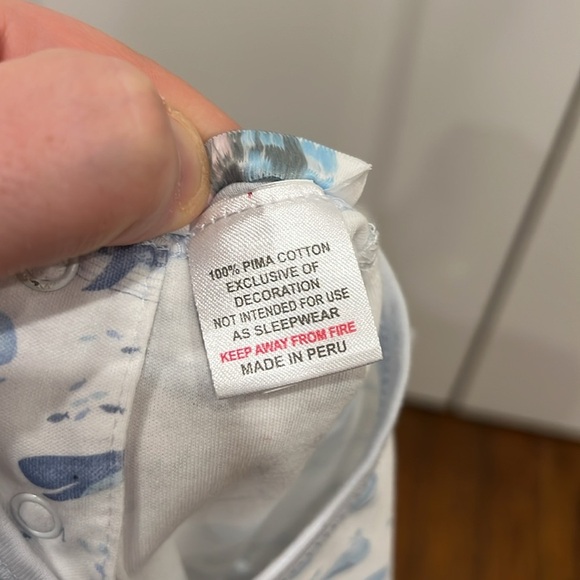 100% PIMA COTTON
EXCLUSIVE OF
DECORATION
NOT INTENDED FOR USE
AS SLEEPWEAR
KEEP AWAY FROM FIRE
MADE IN PERU